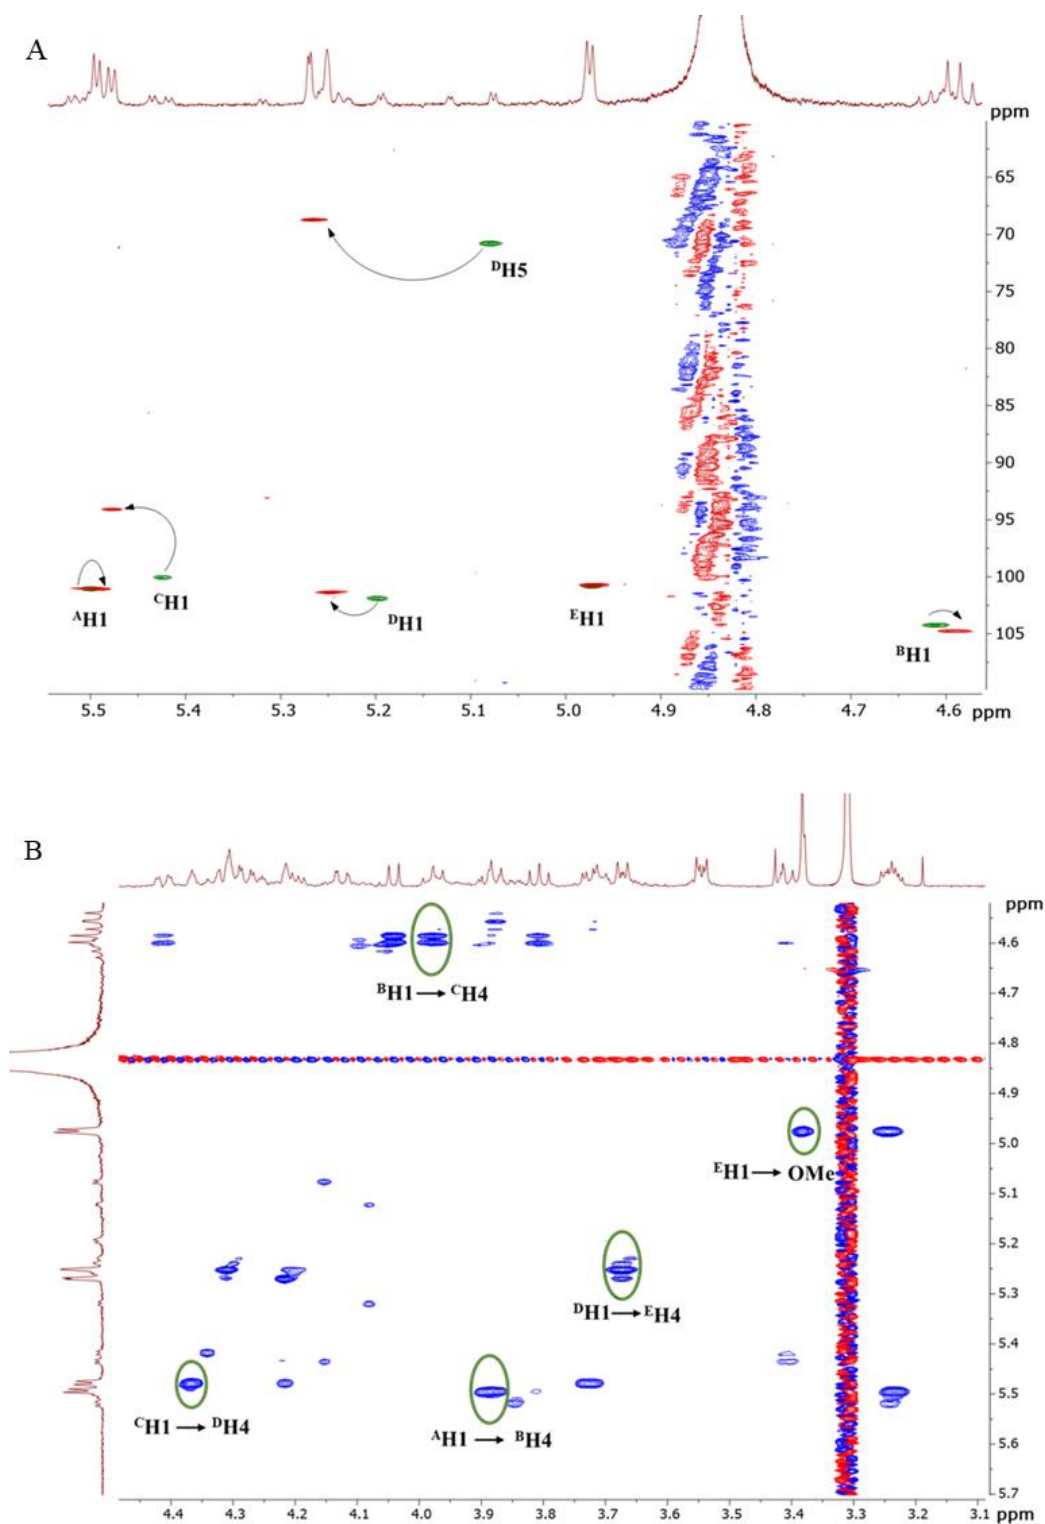 A
ppm
65
70
75
80
85
90
95
100
105
ᴰH5
ᴬH1
ᶜH1
ᴰH1
ᴱH1
ᴮH1
5.5 5.4 5.3 5.2 5.1 5.0 4.9 4.8 4.7 4.6 ppm
B
ppm
4.6
4.7
4.8
4.9
5.0
5.1
5.2
5.3
5.4
5.5
5.6
5.7
ᴮH1 → ᶜH4
ᴱH1 → OMe
ᴰH1 → ᴱH4
ᶜH1 → ᴰH4
ᴬH1 → ᴮH4
4.4 4.3 4.2 4.1 4.0 3.9 3.8 3.7 3.6 3.5 3.4 3.3 3.2 3.1 ppm